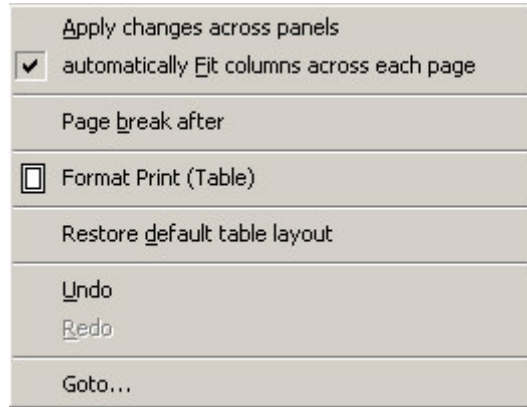 Apply changes across panels
automatically Fit columns across each page
Page break after
Format Print (Table)
Restore default table layout
Undo
Redo
Goto...